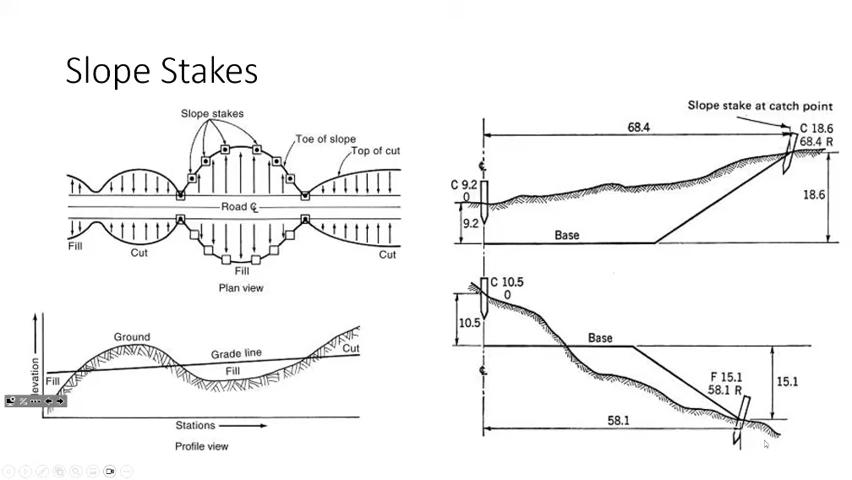 Slope Stakes
Slope stakes
Toe of slope
Top of cut
Road ℄
Fill
Cut
Fill
Cut
Plan view
Ground
Grade line
Cut
Fill
Fill
Elevation
Stations
Profile view
Slope stake at catch point
68.4
C 18.6
68.4 R
℄
C 9.2
0
18.6
9.2
Base
C 10.5
0
10.5
Base
℄
F 15.1
58.1 R
15.1
58.1